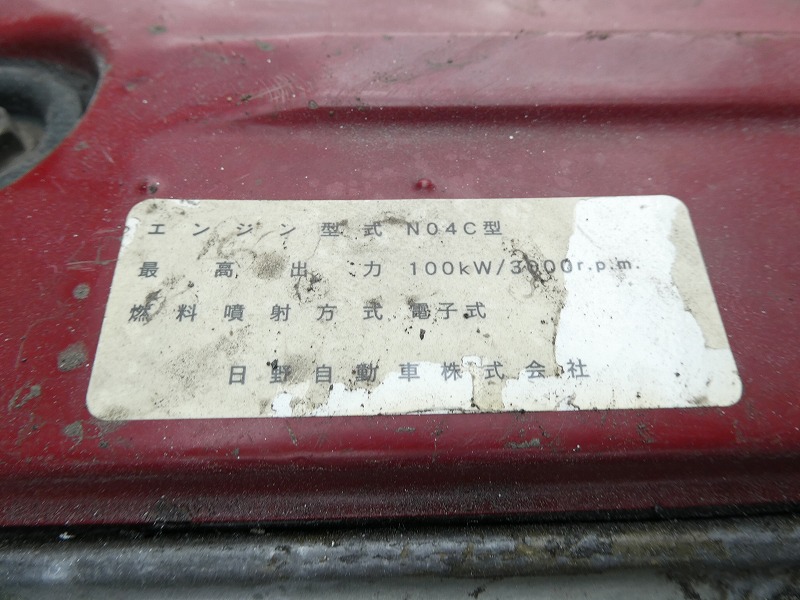 エンジン型式 N04C型
最高出力 100kW/3000r.p.m.
燃料噴射方式 電子式
日野自動車株式会社